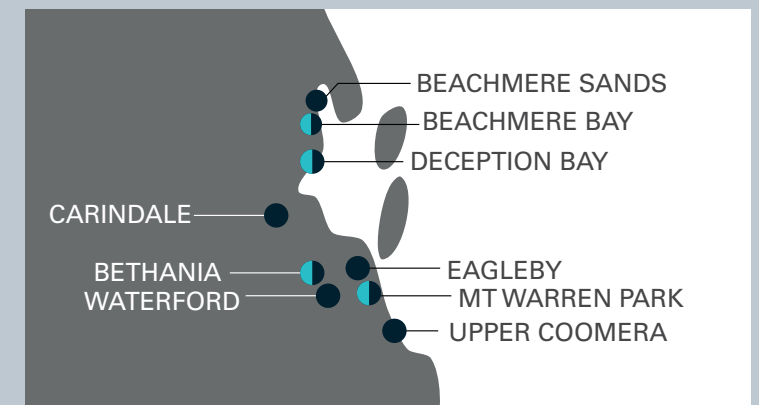 BEACHMERE SANDS
BEACHMERE BAY
DECEPTION BAY
CARINDALE
BETHANIA
WATERFORD
EAGLEBY
MT WARREN PARK
UPPER COOMERA